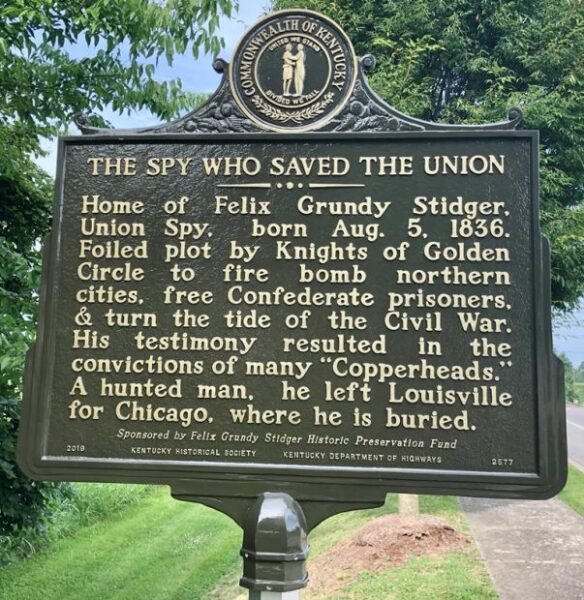 COMMONWEALTH OF KENTUCKY
UNITED WE STAND
DIVIDED WE FALL
THE SPY WHO SAVED THE UNION
Home of Felix Grundy Stidger,
Union Spy, born Aug. 5, 1836.
Foiled plot by Knights of Golden
Circle to fire bomb northern
cities, free Confederate prisoners,
& turn the tide of the Civil War.
His testimony resulted in the
convictions of many "Copperheads."
A hunted man, he left Louisville
for Chicago, where he is buried.
Sponsored by Felix Grundy Stidger Historic Preservation Fund
2019 KENTUCKY HISTORICAL SOCIETY KENTUCKY DEPARTMENT OF HIGHWAYS 2577